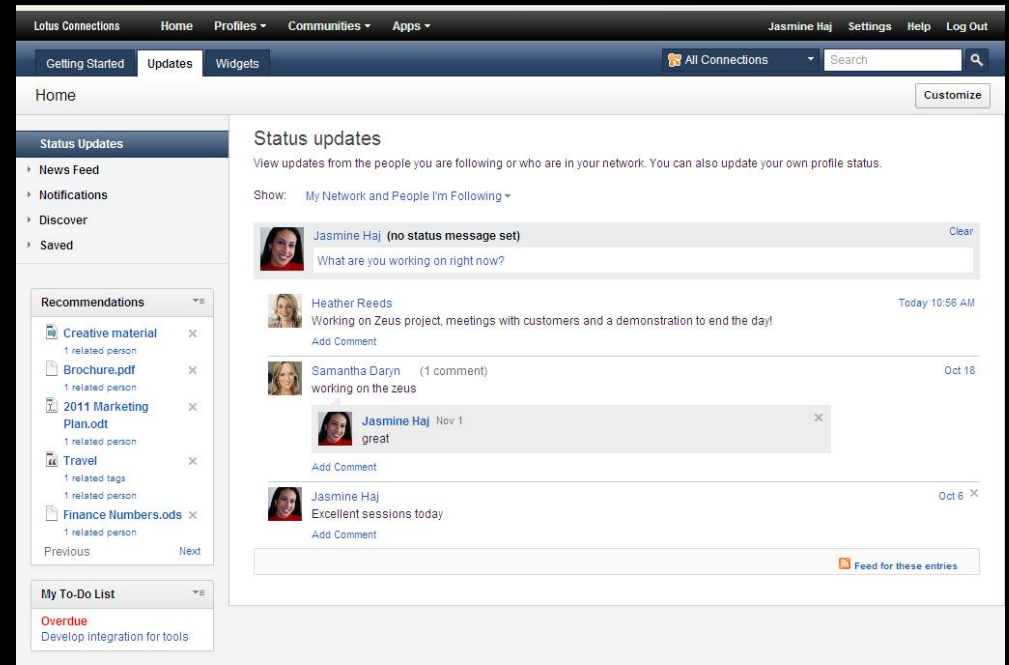 Lotus Connections Home Profiles Communities Apps Jasmine Haj Settings Help Log Out
Getting Started Updates Widgets All Connections Search
Home Customize
Status Updates
News Feed
Notifications
Discover
Saved
Recommendations
Creative material
1 related person
Brochure.pdf
1 related person
2011 Marketing
Plan.odt
1 related person
Travel
1 related tags
1 related person
Finance Numbers.ods
1 related person
Previous Next
My To-Do List
Overdue
Develop integration for tools
Status updates
View updates from the people you are following or who are in your network. You can also update your own profile status.
Show: My Network and People I'm Following
Jasmine Haj (no status message set) Clear
What are you working on right now?
Heather Reeds Today 10:56 AM
Working on Zeus project, meetings with customers and a demonstration to end the day!
Add Comment
Samantha Daryn (1 comment) Oct 18
working on the zeus
Jasmine Haj Nov 1
great
Add Comment
Jasmine Haj Oct 6
Excellent sessions today
Add Comment
Feed for these entries